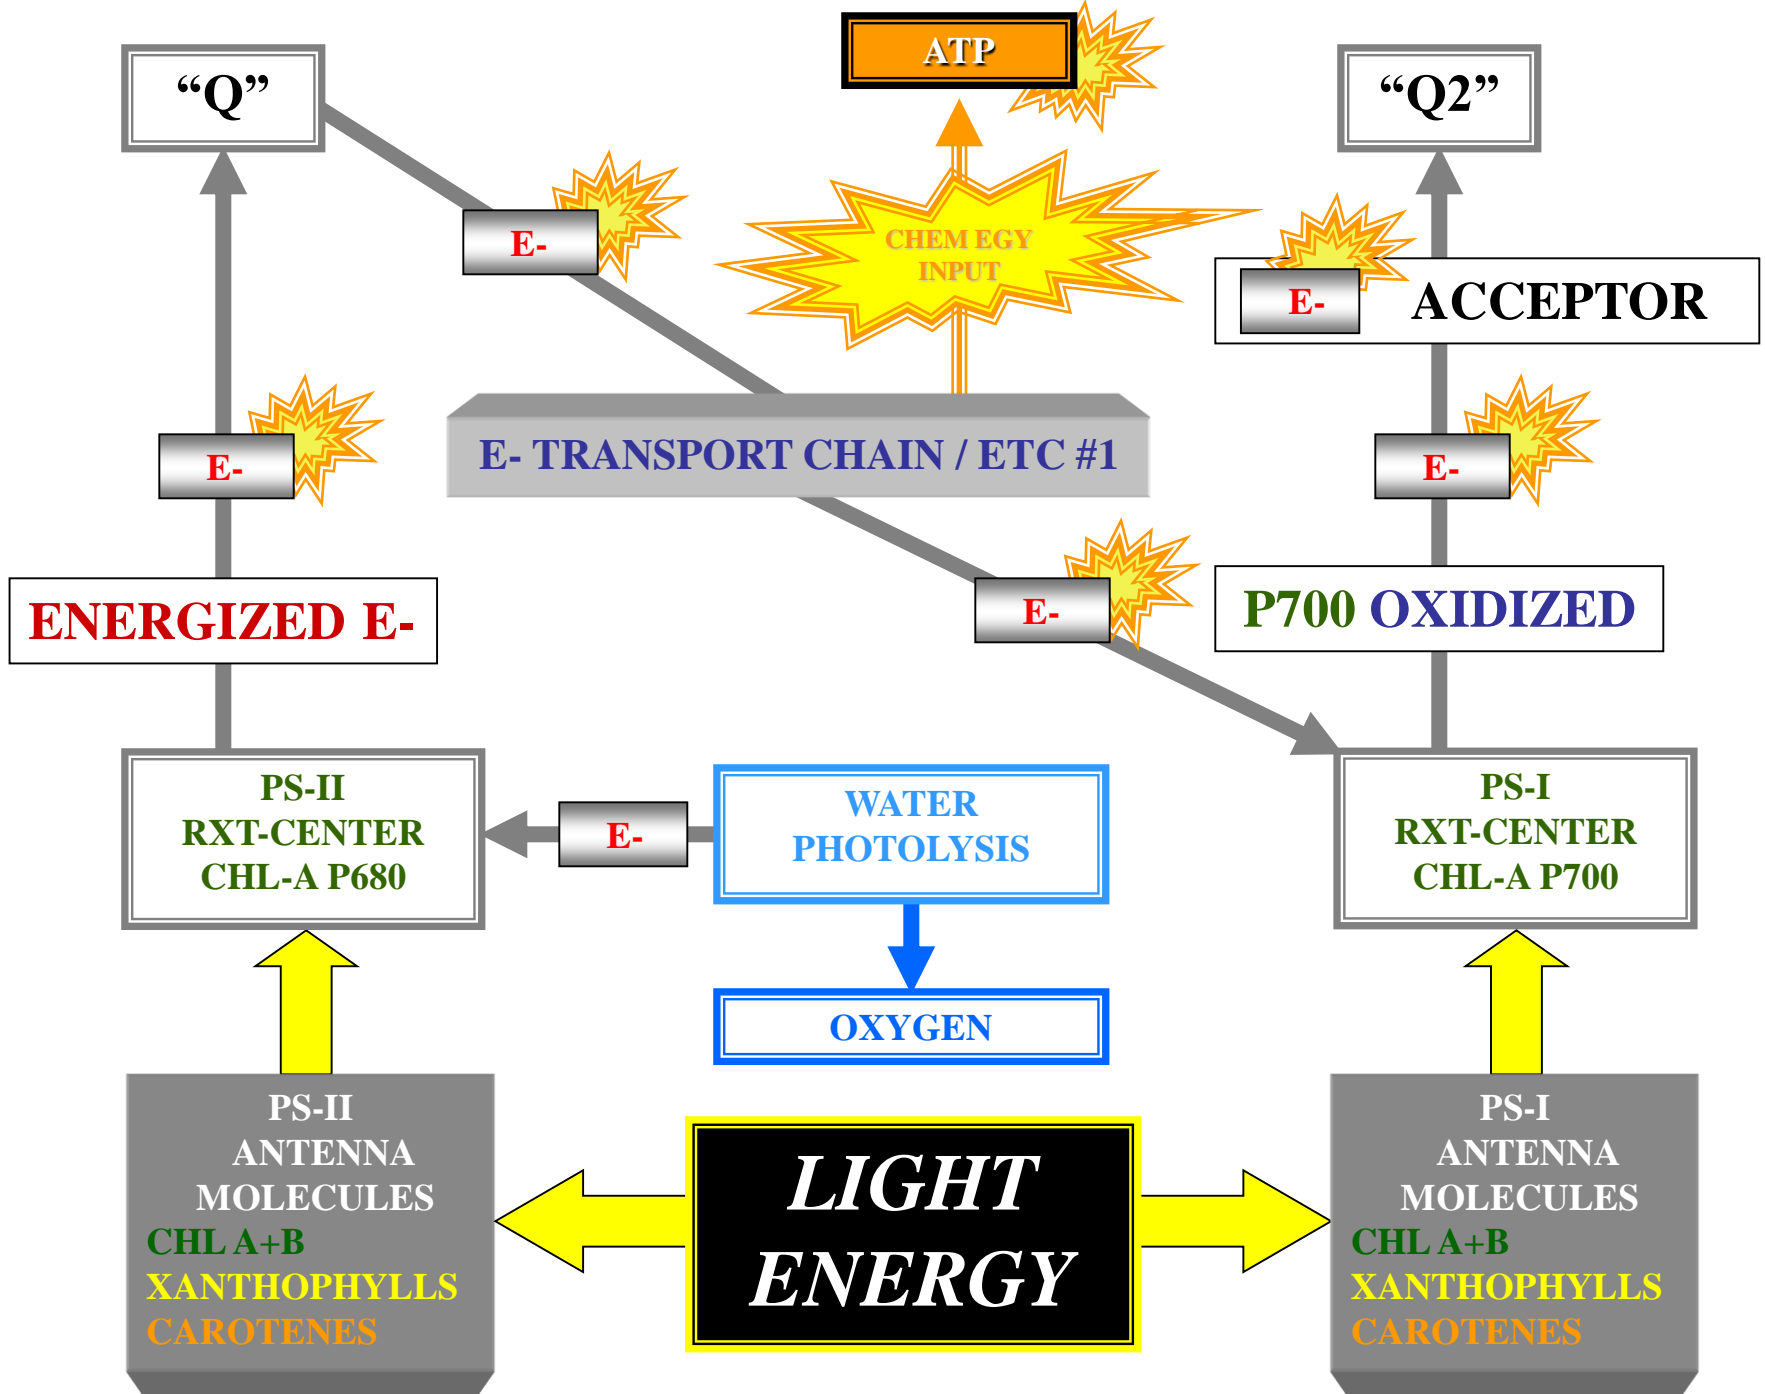 ATP
“Q”
“Q2”
E-
CHEM EGY
INPUT
E-
ACCEPTOR
E-
E- TRANSPORT CHAIN / ETC #1
E-
ENERGIZED E-
E-
P700 OXIDIZED
PS-II
RXT-CENTER
CHL-A P680
E-
WATER
PHOTOLYSIS
PS-I
RXT-CENTER
CHL-A P700
OXYGEN
PS-II
ANTENNA
MOLECULES
CHL A+B
XANTHOPHYLLS
CAROTENES
LIGHT
ENERGY
PS-I
ANTENNA
MOLECULES
CHL A+B
XANTHOPHYLLS
CAROTENES